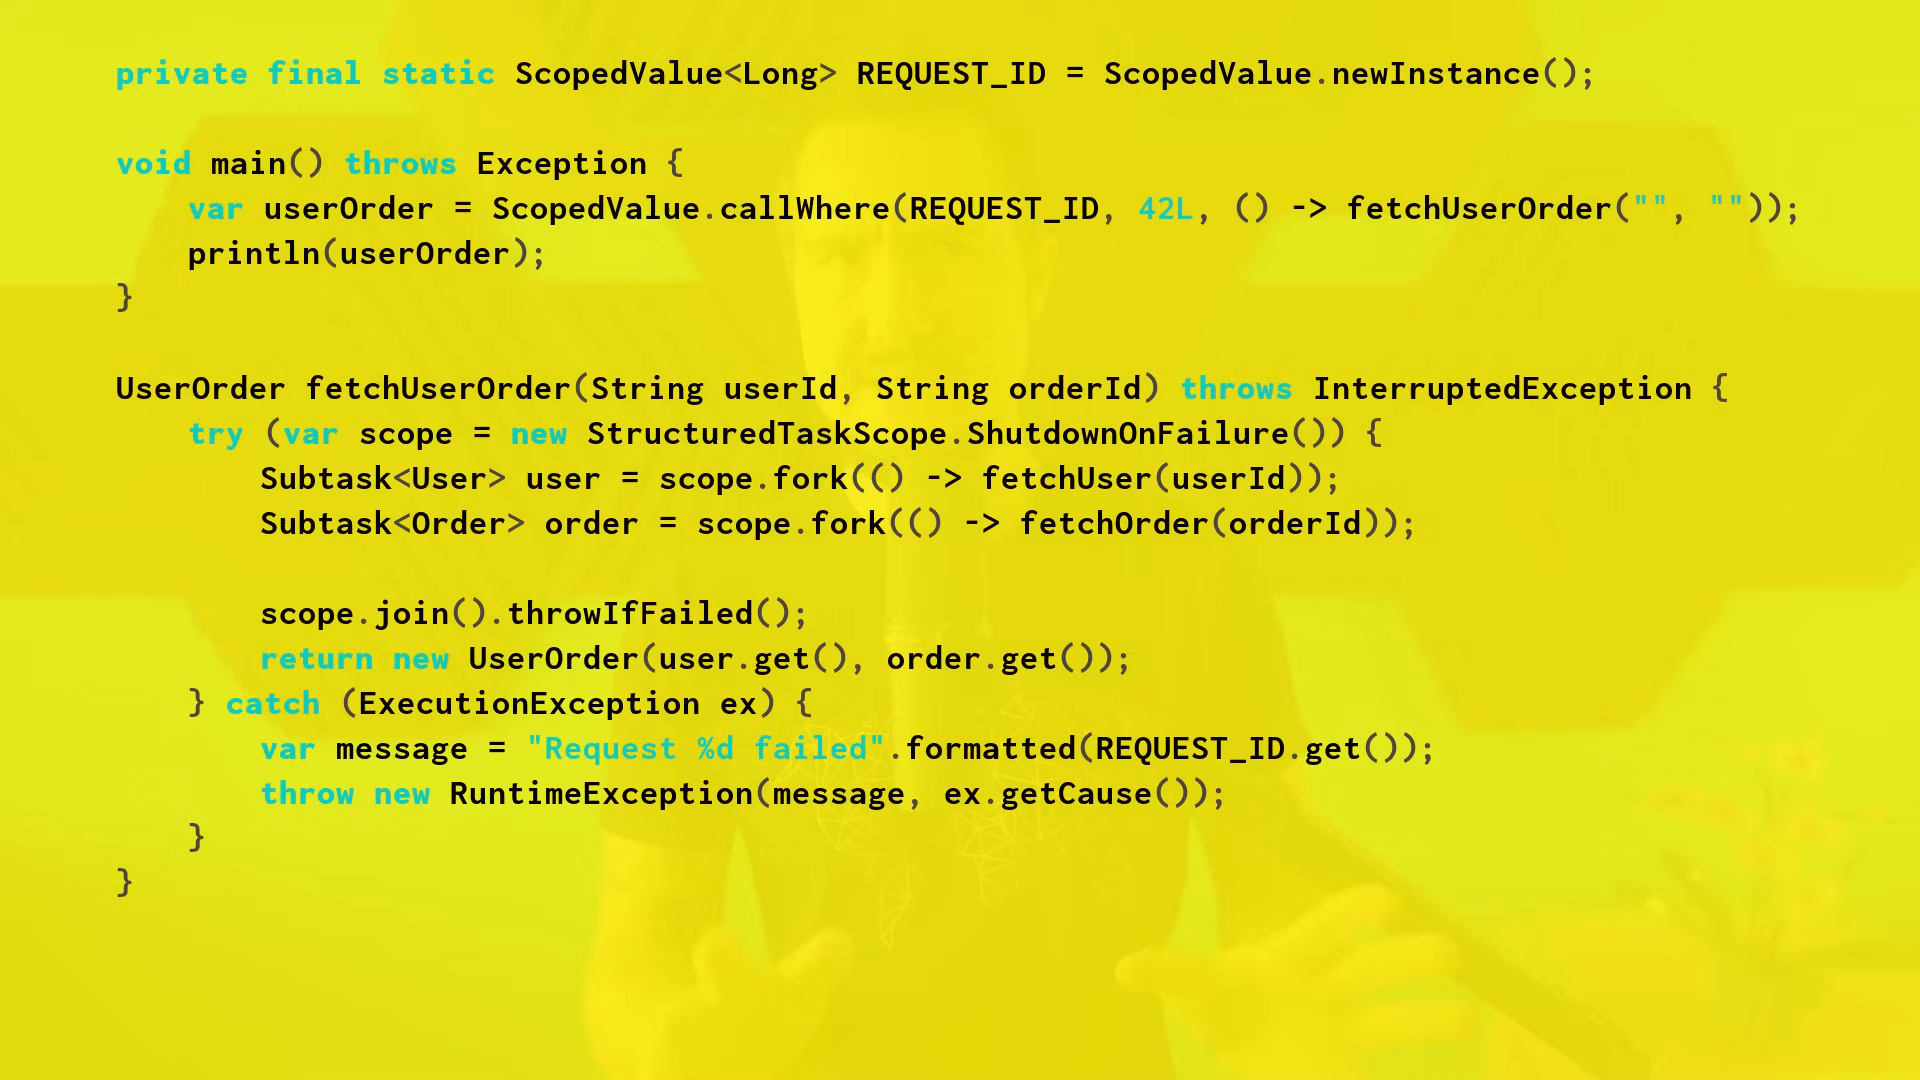 private final static ScopedValue<Long> REQUEST_ID = ScopedValue.newInstance();
void main() throws Exception {
var userOrder = ScopedValue.callWhere(REQUEST_ID, 42L, () -> fetchUserOrder("", ""));
println(userOrder);
}
UserOrder fetchUserOrder(String userId, String orderId) throws InterruptedException {
try (var scope = new StructuredTaskScope.ShutdownOnFailure()) {
Subtask<User> user = scope.fork(() -> fetchUser(userId));
Subtask<Order> order = scope.fork(() -> fetchOrder(orderId));
scope.join().throwIfFailed();
return new UserOrder(user.get(), order.get());
} catch (ExecutionException ex) {
var message = "Request %d failed".formatted(REQUEST_ID.get());
throw new RuntimeException(message, ex.getCause());
}
}